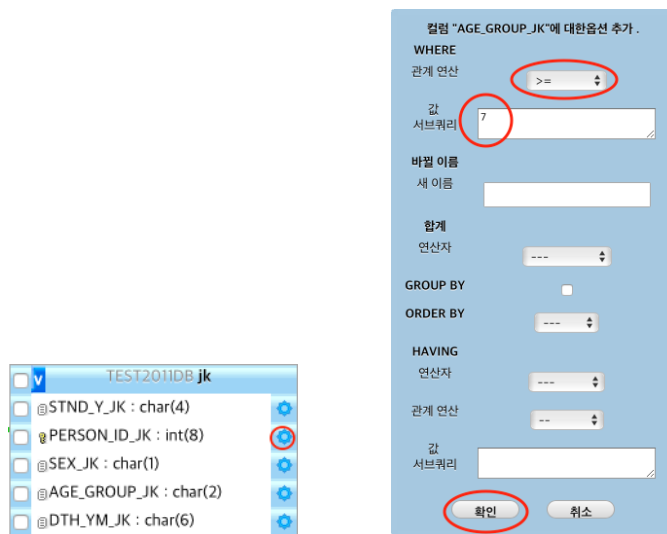 TEST2011DB jk
STND_Y_JK : char(4)
PERSON_ID_JK : int(8)
SEX_JK : char(1)
AGE_GROUP_JK : char(2)
DTH_YM_JK : char(6)
컬럼 "AGE_GROUP_JK"에 대한옵션 추가 .
WHERE
관계 연산
>=
값
서브쿼리
7
바뀔 이름
새 이름
합계
연산자
---
GROUP BY
ORDER BY
---
HAVING
연산자
---
관계 연산
--
값
서브쿼리
확인
취소